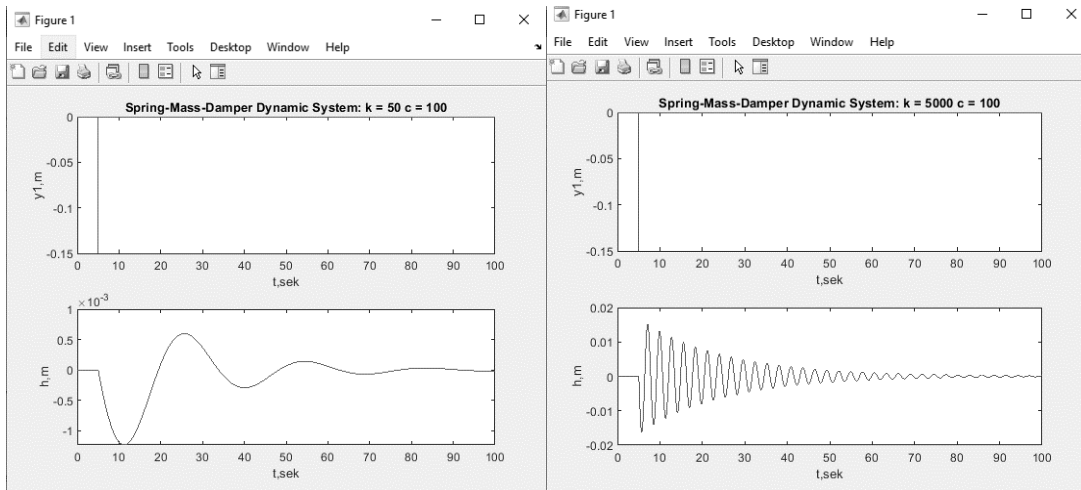 Figure 1
File Edit View Insert Tools Desktop Window Help
Spring-Mass-Damper Dynamic System: k = 50 c = 100
0
-0.05
-0.1
-0.15
y1,m
0 10 20 30 40 50 60 70 80 90 100
t,sek
×10-3
1
0.5
0
-0.5
-1
h,m
0 10 20 30 40 50 60 70 80 90 100
t,sek
Figure 1
File Edit View Insert Tools Desktop Window Help
Spring-Mass-Damper Dynamic System: k = 5000 c = 100
0
-0.05
-0.1
-0.15
y1,m
0 10 20 30 40 50 60 70 80 90 100
t,sek
0.02
0.01
0
-0.01
-0.02
h,m
0 10 20 30 40 50 60 70 80 90 100
t,sek